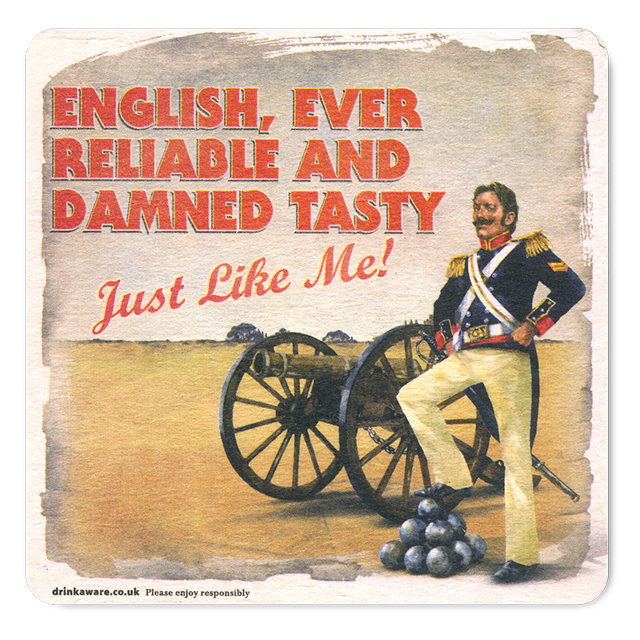 ENGLISH, EVER
RELIABLE AND
DAMNED TASTY
Just Like Me!
drinkaware.co.uk Please enjoy responsibly